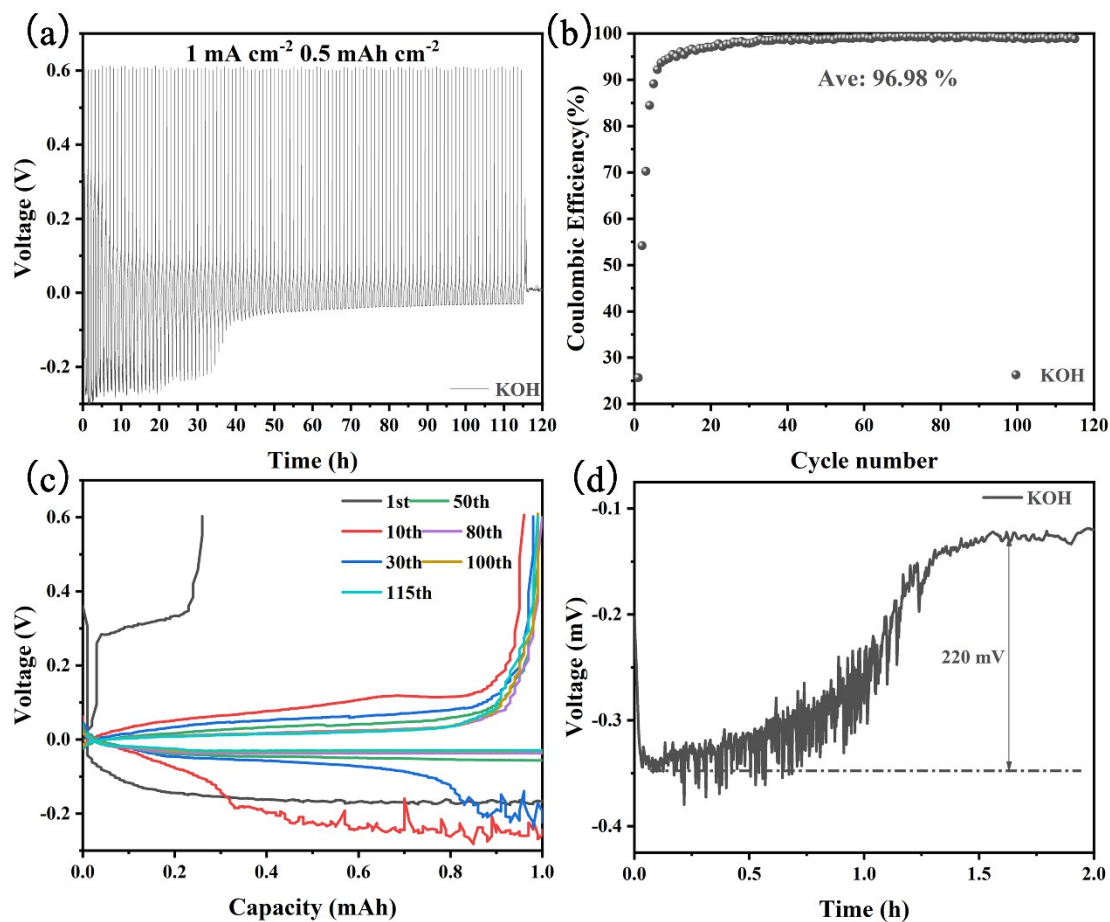 (a)
1 mA cm⁻² 0.5 mAh cm⁻²
Voltage (V)
0.6
0.4
0.2
0.0
-0.2
KOH
0 10 20 30 40 50 60 70 80 90 100 110 120
Time (h)
(b)
Coulombic Efficiency(%)
100
90
80
70
60
50
40
30
20
Ave: 96.98 %
KOH
0 20 40 60 80 100 120
Cycle number
(c)
Voltage (V)
0.6
0.4
0.2
0.0
-0.2
1st 50th
10th 80th
30th 100th
115th
0.0 0.2 0.4 0.6 0.8 1.0
Capacity (mAh)
(d)
Voltage (mV)
-0.1
-0.2
-0.3
-0.4
KOH
220 mV
0.0 0.5 1.0 1.5 2.0
Time (h)